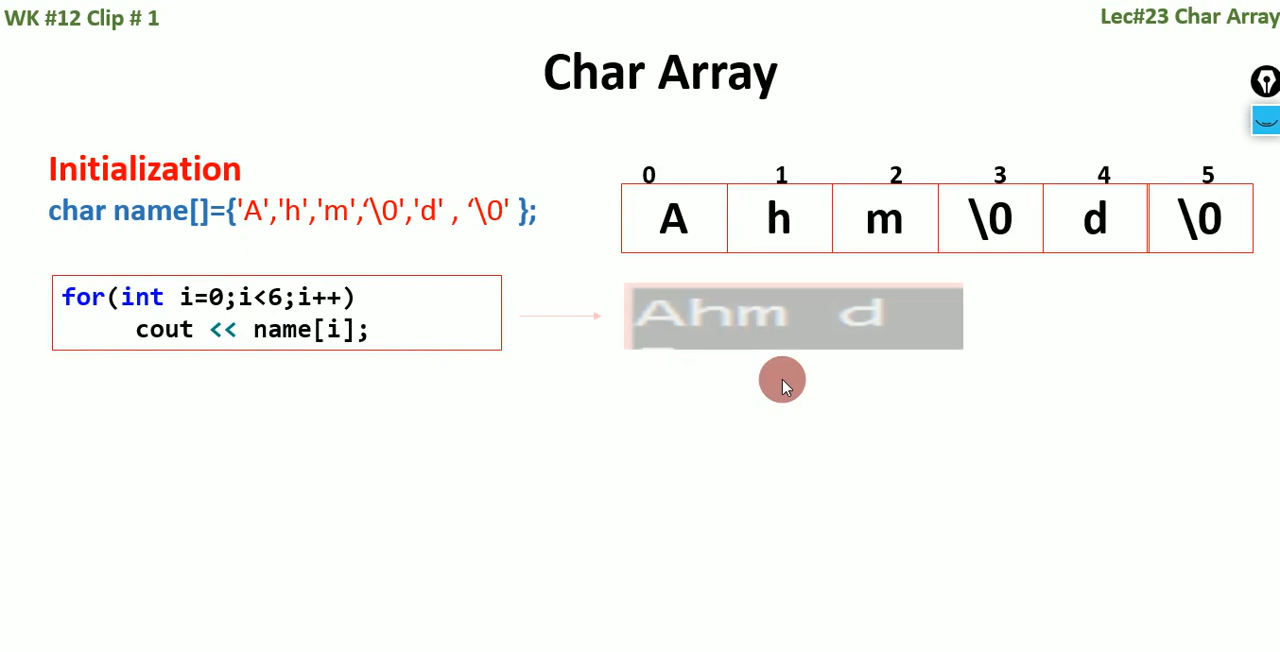 WK #12 Clip # 1
Lec#23 Char Array
Char Array
Initialization
char name[]={'A','h','m',‘\0','d' , ‘\0' };
0 1 2 3 4 5
A h m \0 d \0
for(int i=0;i<6;i++)
cout << name[i];
Ahm d